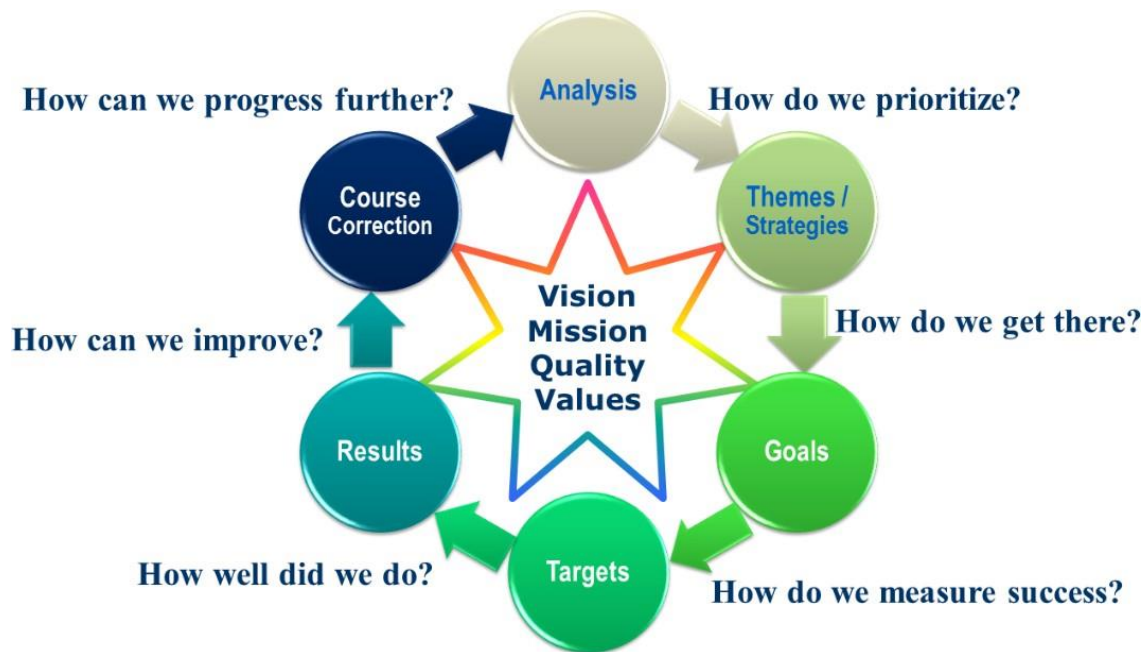 Analysis
How do we prioritize?
Themes /
Strategies
How do we get there?
Goals
How do we measure success?
Targets
How well did we do?
Results
How can we improve?
Course
Correction
How can we progress further?
Vision
Mission
Quality
Values